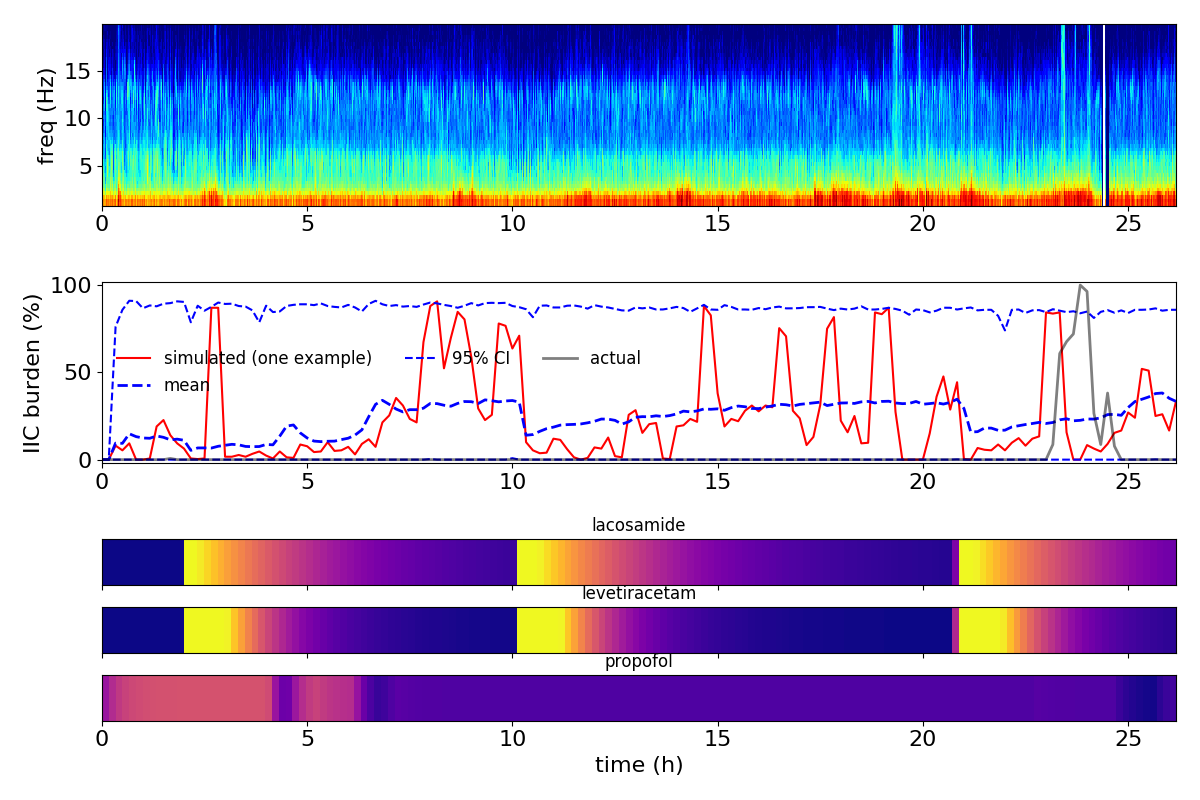 freq (Hz)
15
10
5
0 5 10 15 20 25
IIC burden (%)
100
50
0
simulated (one example) 95% CI actual
mean
0 5 10 15 20 25
lacosamide
levetiracetam
propofol
0 5 10 15 20 25
time (h)